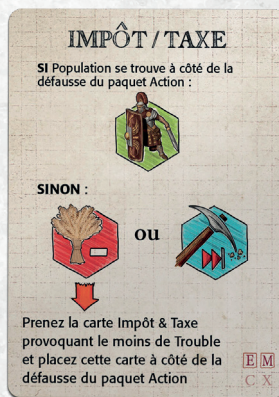 IMPÔT / TAXE
SI Population se trouve à côté de la
défausse du paquet Action :
SINON :
ou
Prenez la carte Impôt & Taxe
provoquant le moins de Trouble
et placez cette carte à côté de la
défausse du paquet Action
E M
C X